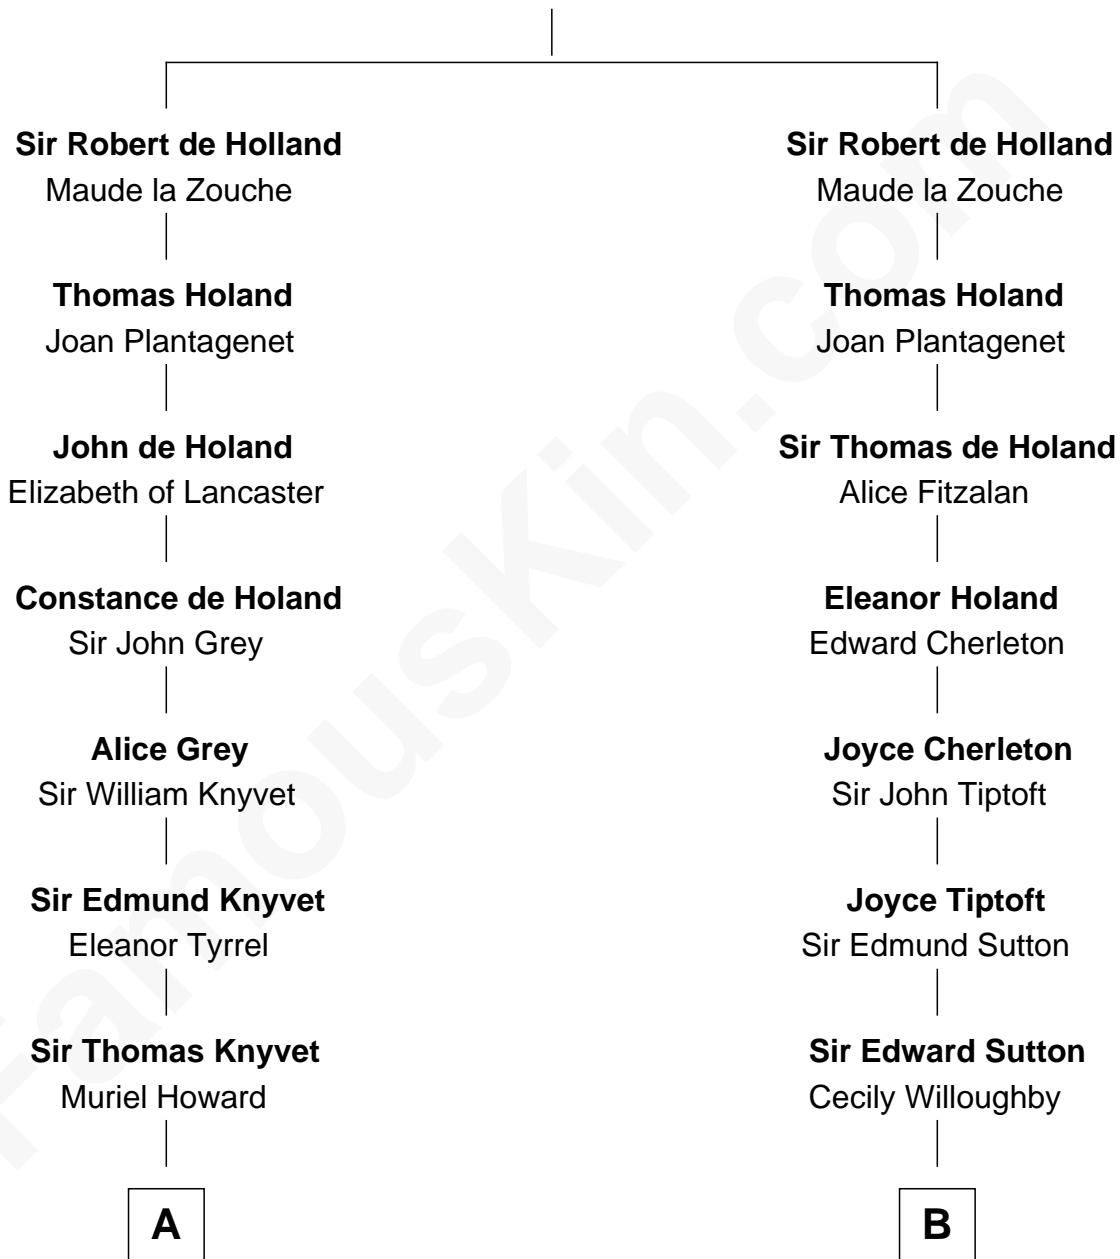 Sir Robert de Holland
Maude la Zouche
Thomas Holand
Joan Plantagenet
John de Holand
Elizabeth of Lancaster
Constance de Holand
Sir John Grey
Alice Grey
Sir William Knyvet
Sir Edmund Knyvet
Eleanor Tyrrel
Sir Thomas Knyvet
Muriel Howard
A
Sir Robert de Holland
Maude la Zouche
Thomas Holand
Joan Plantagenet
Sir Thomas de Holand
Alice Fitzalan
Eleanor Holand
Edward Cherleton
Joyce Cherleton
Sir John Tiptoft
Joyce Tiptoft
Sir Edmund Sutton
Sir Edward Sutton
Cecily Willoughby
B
FamousKin.com